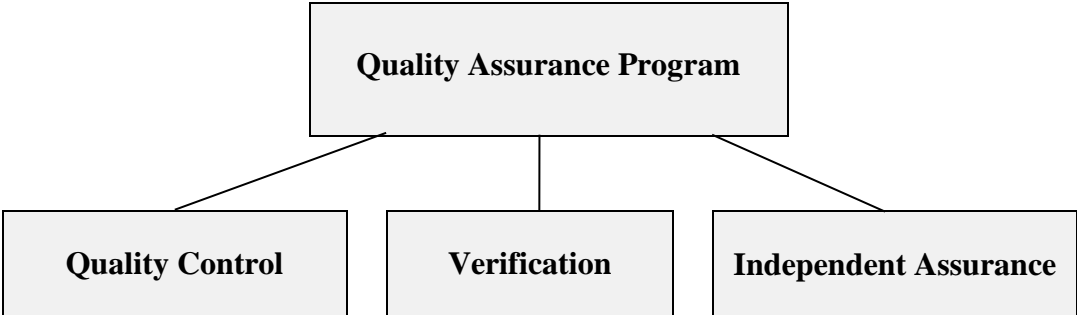 Quality Assurance Program
Quality Control
Verification
Independent Assurance